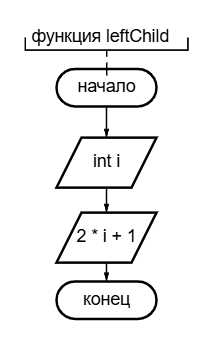 функция leftChild
начало
int i
2 * i + 1
конец